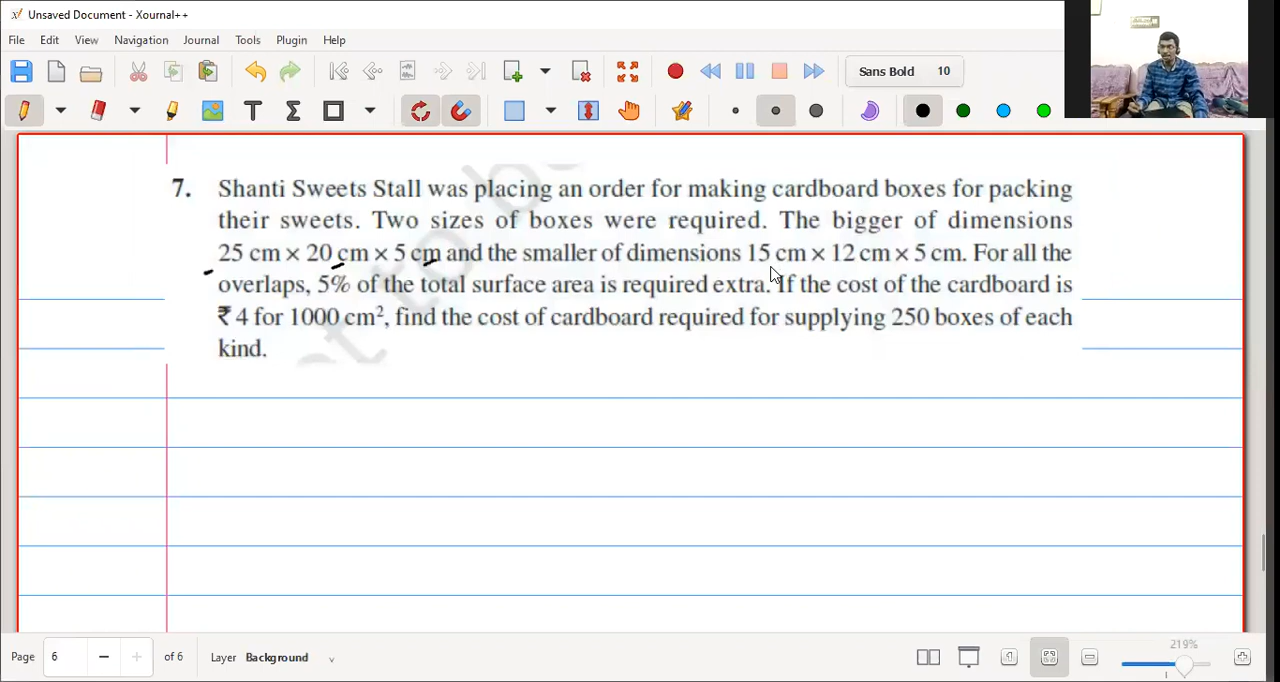 Unsaved Document - Xournal++
File Edit View Navigation Journal Tools Plugin Help
Sans Bold 10
7. Shanti Sweets Stall was placing an order for making cardboard boxes for packing
their sweets. Two sizes of boxes were required. The bigger of dimensions
25 cm × 20 cm × 5 cm and the smaller of dimensions 15 cm × 12 cm × 5 cm. For all the
overlaps, 5% of the total surface area is required extra. If the cost of the cardboard is
₹ 4 for 1000 cm², find the cost of cardboard required for supplying 250 boxes of each
kind.
Page 6 of 6 Layer Background 219%